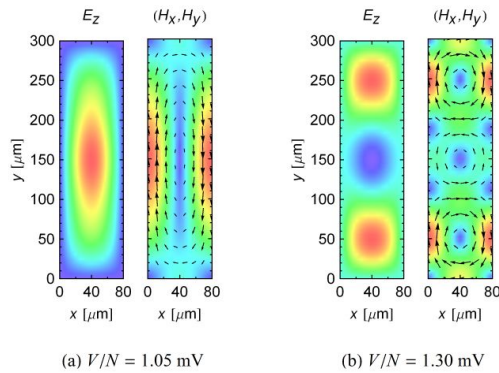 E_z (H_x,H_y)
300
250
200
150
100
50
0
y [μm]
0 40 80 0 40 80
x [μm] x [μm]
(a) V/N = 1.05 mV
E_z (H_x,H_y)
300
250
200
150
100
50
0
y [μm]
0 40 80 0 40 80
x [μm] x [μm]
(b) V/N = 1.30 mV